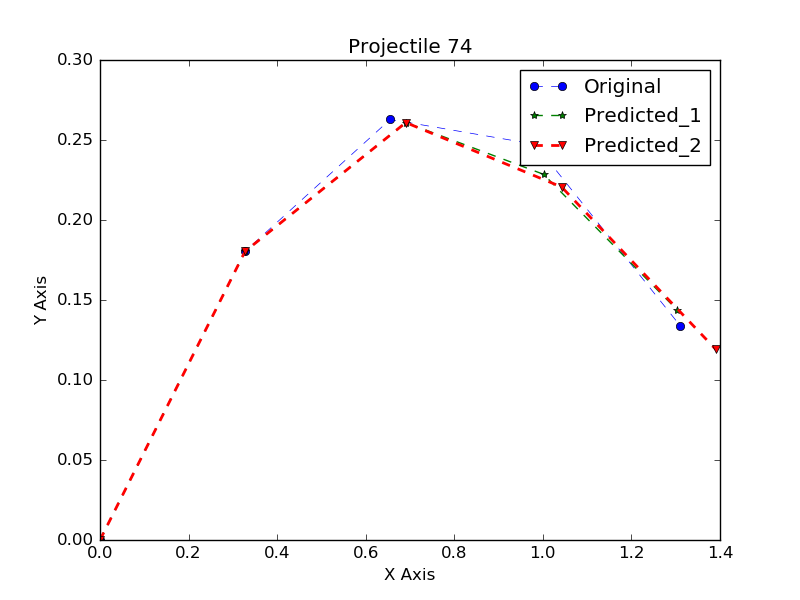 Projectile 74
0.30
0.25
0.20
0.15
0.10
0.05
0.00
Y Axis
Original
Predicted_1
Predicted_2
0.0 0.2 0.4 0.6 0.8 1.0 1.2 1.4
X Axis